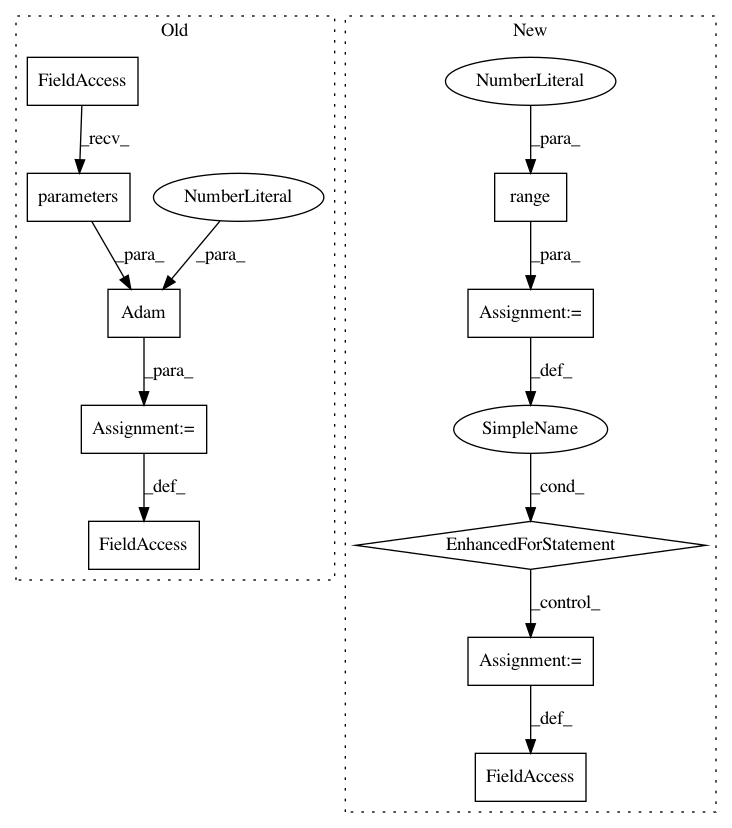 Old
FieldAccess
_recv_
parameters
NumberLiteral
_para_
_para_
Adam
_para_
Assignment:=
_def_
FieldAccess
New
NumberLiteral
_para_
range
_para_
Assignment:=
_def_
SimpleName
_cond_
EnhancedForStatement
_control_
Assignment:=
_def_
FieldAccess